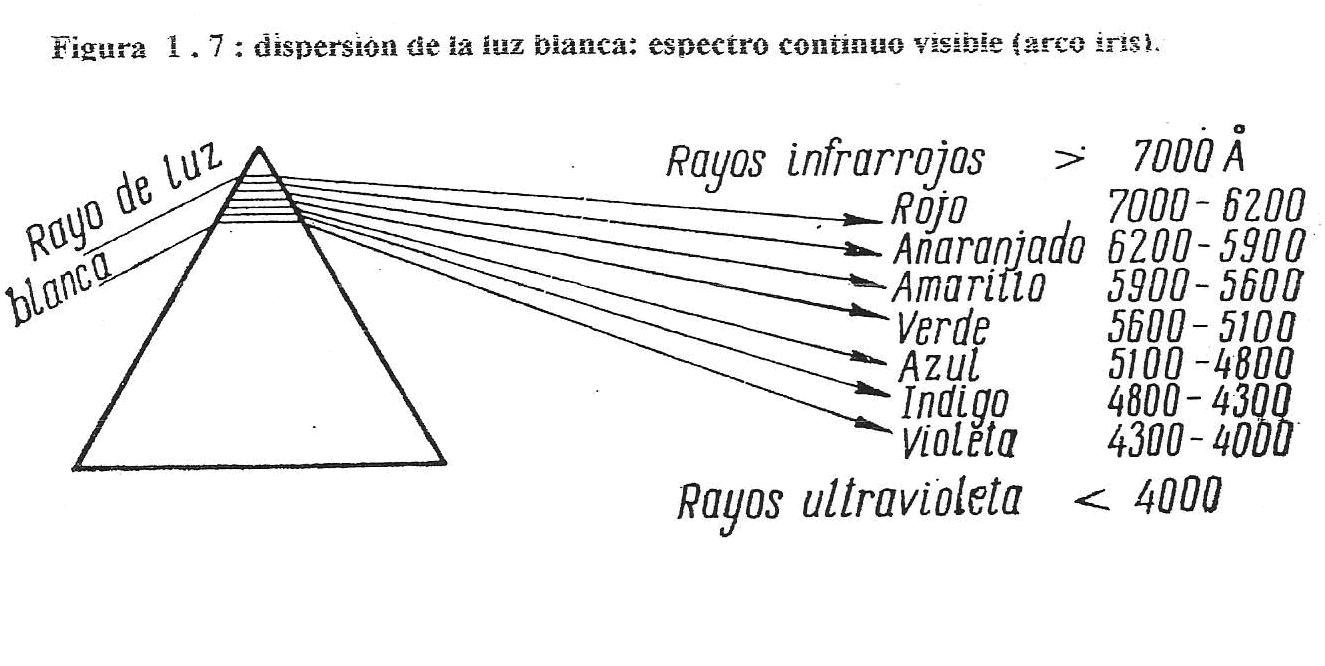 Figura 1.7: dispersión de la luz blanca: espectro continuo visible (arco iris).
Rayo de luz
blanca
Rayos infrarrojos > 7000 Å
Rojo 7000-6200
Anaranjado 6200-5900
Amarillo 5900-5600
Verde 5600-5100
Azul 5100-4800
Indigo 4800-4300
Violeta 4300-4000
Rayos ultravioleta < 4000